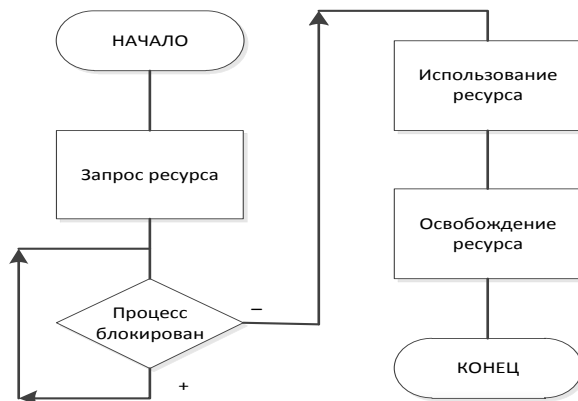 НАЧАЛО
Запрос ресурса
Процесс
блокирован
–
+
Использование
ресурса
Освобождение
ресурса
КОНЕЦ